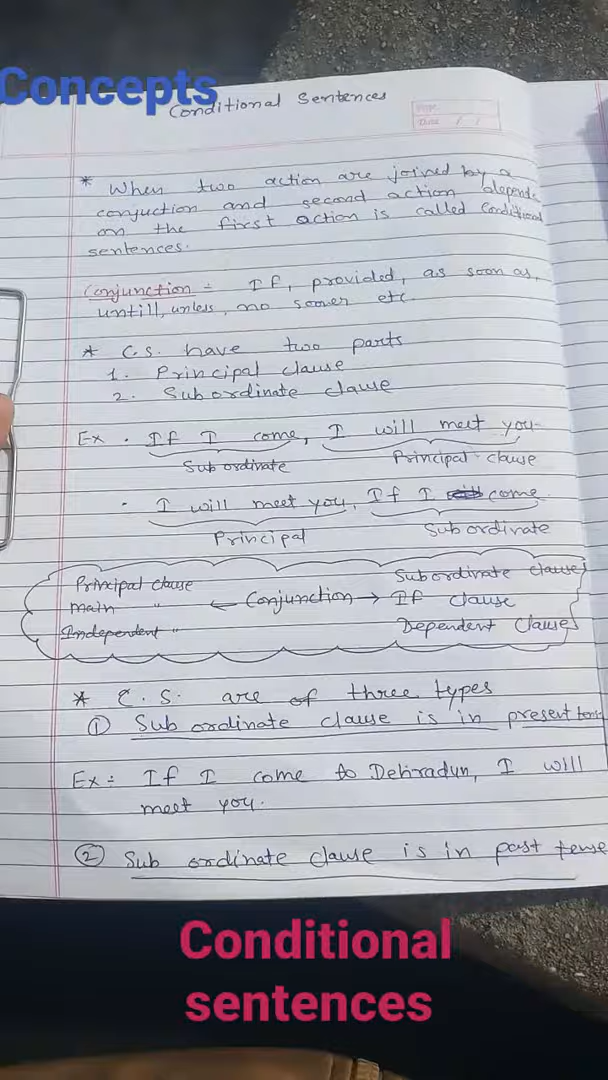 Concepts
Conditional Sentences
Page
Date / /
* When two action are joined by a
conjuction and second action depends
on the first action is called Conditional
sentences.
Conjunction - If, provided, as soon as,
untill, unless, no sooner etc.
* C.S. have two parts
1. Principal clause
2. Sub ordinate clause
Ex . If I come, I will meet you.
Sub ordinate Principal clause
. I will meet you, If I come.
Principal Sub ordinate
Principal clause Subordinate clause
Main " ← Conjunction → If clause
Independent " Dependent Clause
* C.S. are of three types
① Sub ordinate clause is in present tense
Ex: If I come to Dehradun, I will
meet you.
② Sub ordinate clause is in past tense
Conditional
sentences